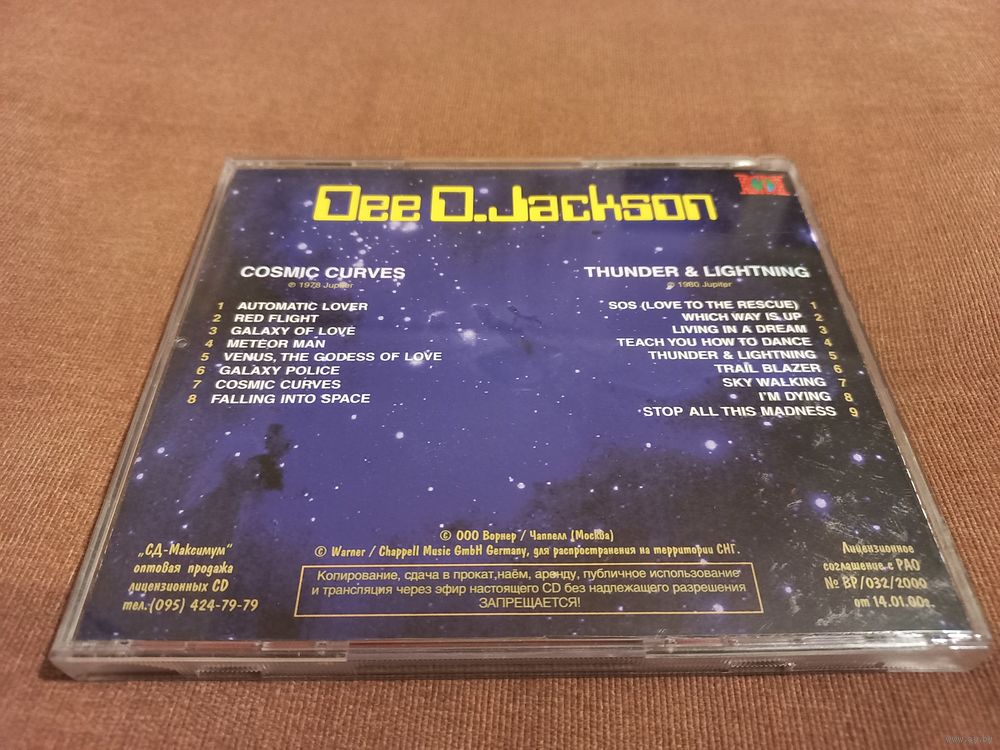 Dee D. Jackson
COSMIC CURVES
℗ 1978 Jupiter
1 AUTOMATIC LOVER
2 RED FLIGHT
3 GALAXY OF LOVE
4 METEOR MAN
5 VENUS, THE GODESS OF LOVE
6 GALAXY POLICE
7 COSMIC CURVES
8 FALLING INTO SPACE
THUNDER & LIGHTNING
℗ 1980 Jupiter
SOS (LOVE TO THE RESCUE) 1
WHICH WAY IS UP 2
LIVING IN A DREAM 3
TEACH YOU HOW TO DANCE 4
THUNDER & LIGHTNING 5
TRAIL BLAZER 6
SKY WALKING 7
I'M DYING 8
STOP ALL THIS MADNESS 9
„СД-Максимум"
оптовая продажа
лицензионных CD
тел.(095) 424-79-79
© ООО Ворнер / Чаппелл (Москва)
© Warner / Chappell Music GmbH Germany, для распространения на территории СНГ.
Копирование, сдача в прокат,наём, аренду, публичное использование
и трансляция через эфир настоящего CD без надлежащего разрешения
ЗАПРЕЩАЕТСЯ!
Лицензионное
соглашение с РАО
№ ВР/032/2000
от 14.01.00г.
www.ay.by